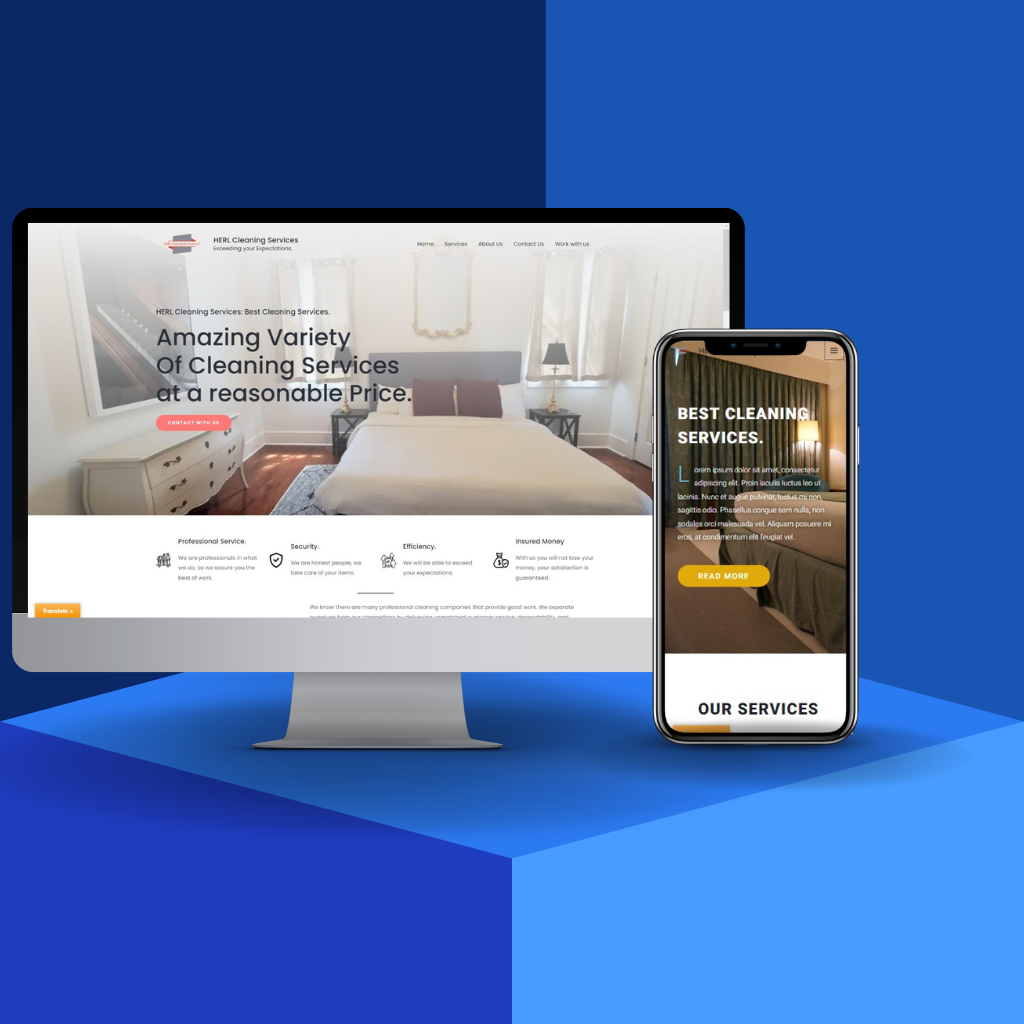 HERL Cleaning Services
Exceeding your Expectations.
Home Services About Us Contact Us Work with us
HERL Cleaning Services: Best Cleaning Services.
Amazing Variety
Of Cleaning Services
at a reasonable Price.
CONTACT WITH US
Professional Service.
We are professionals in what
we do, so we assure you the
best of work.
Security.
We are honest people, we
take care of your items.
Efficiency.
We will be able to exceed
your expectations.
Insured Money
With us you will not lose your
money, your satisfaction is
guaranteed.
We know there are many professional cleaning companies that provide good work. We separate
Translate »
BEST CLEANING
SERVICES.
Lorem ipsum dolor sit amet, consectetur
adipiscing elit. Proin iaculis luctus leo ut
lacinia. Nunc et augue pulvinar, luctus mi non,
sagittis odio. Phasellus congue sem nulla, non
sodales orci malesuada vel. Aliquam posuere mi
eros, at condimentum elit feugiat vel.
READ MORE
OUR SERVICES